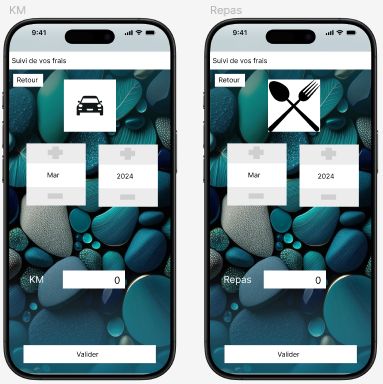 KM
9:41
Suivi de vos frais
Retour
Mar
2024
KM
0
Valider
Repas
9:41
Suivi de vos frais
Retour
Mar
2024
Repas
0
Valider